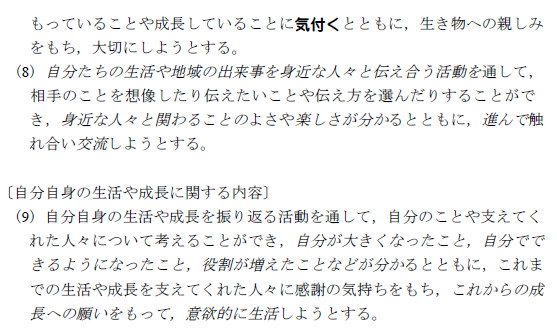 もっていることや成長していることに気付くとともに，生き物への親しみ
をもち，大切にしようとする。
（8）自分たちの生活や地域の出来事を身近な人々と伝え合う活動を通して，
相手のことを想像したり伝えたいことや伝え方を選んだりすることがで
き，身近な人々と関わることのよさや楽しさが分かるとともに，進んで触
れ合い交流しようとする。
〔自分自身の生活や成長に関する内容〕
（9）自分自身の生活や成長を振り返る活動を通して，自分のことや支えてく
れた人々について考えることができ，自分が大きくなったこと，自分でで
きるようになったこと，役割が増えたことなどが分かるとともに，これま
での生活や成長を支えてくれた人々に感謝の気持ちをもち，これからの成
長への願いをもって，意欲的に生活しようとする。